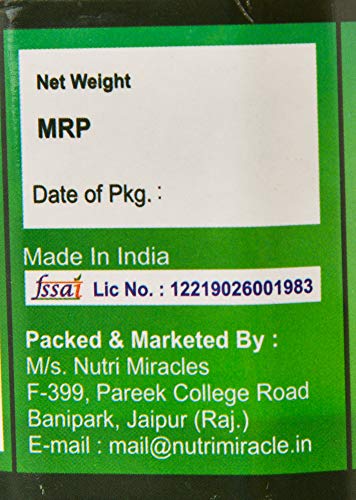 Net Weight
MRP
Date of Pkg. :
Made In India
fssai Lic No. : 12219026001983
Packed & Marketed By :
M/s. Nutri Miracles
F-399, Pareek College Road
Banipark, Jaipur (Raj.)
E-mail : mail@nutrimiracle.in